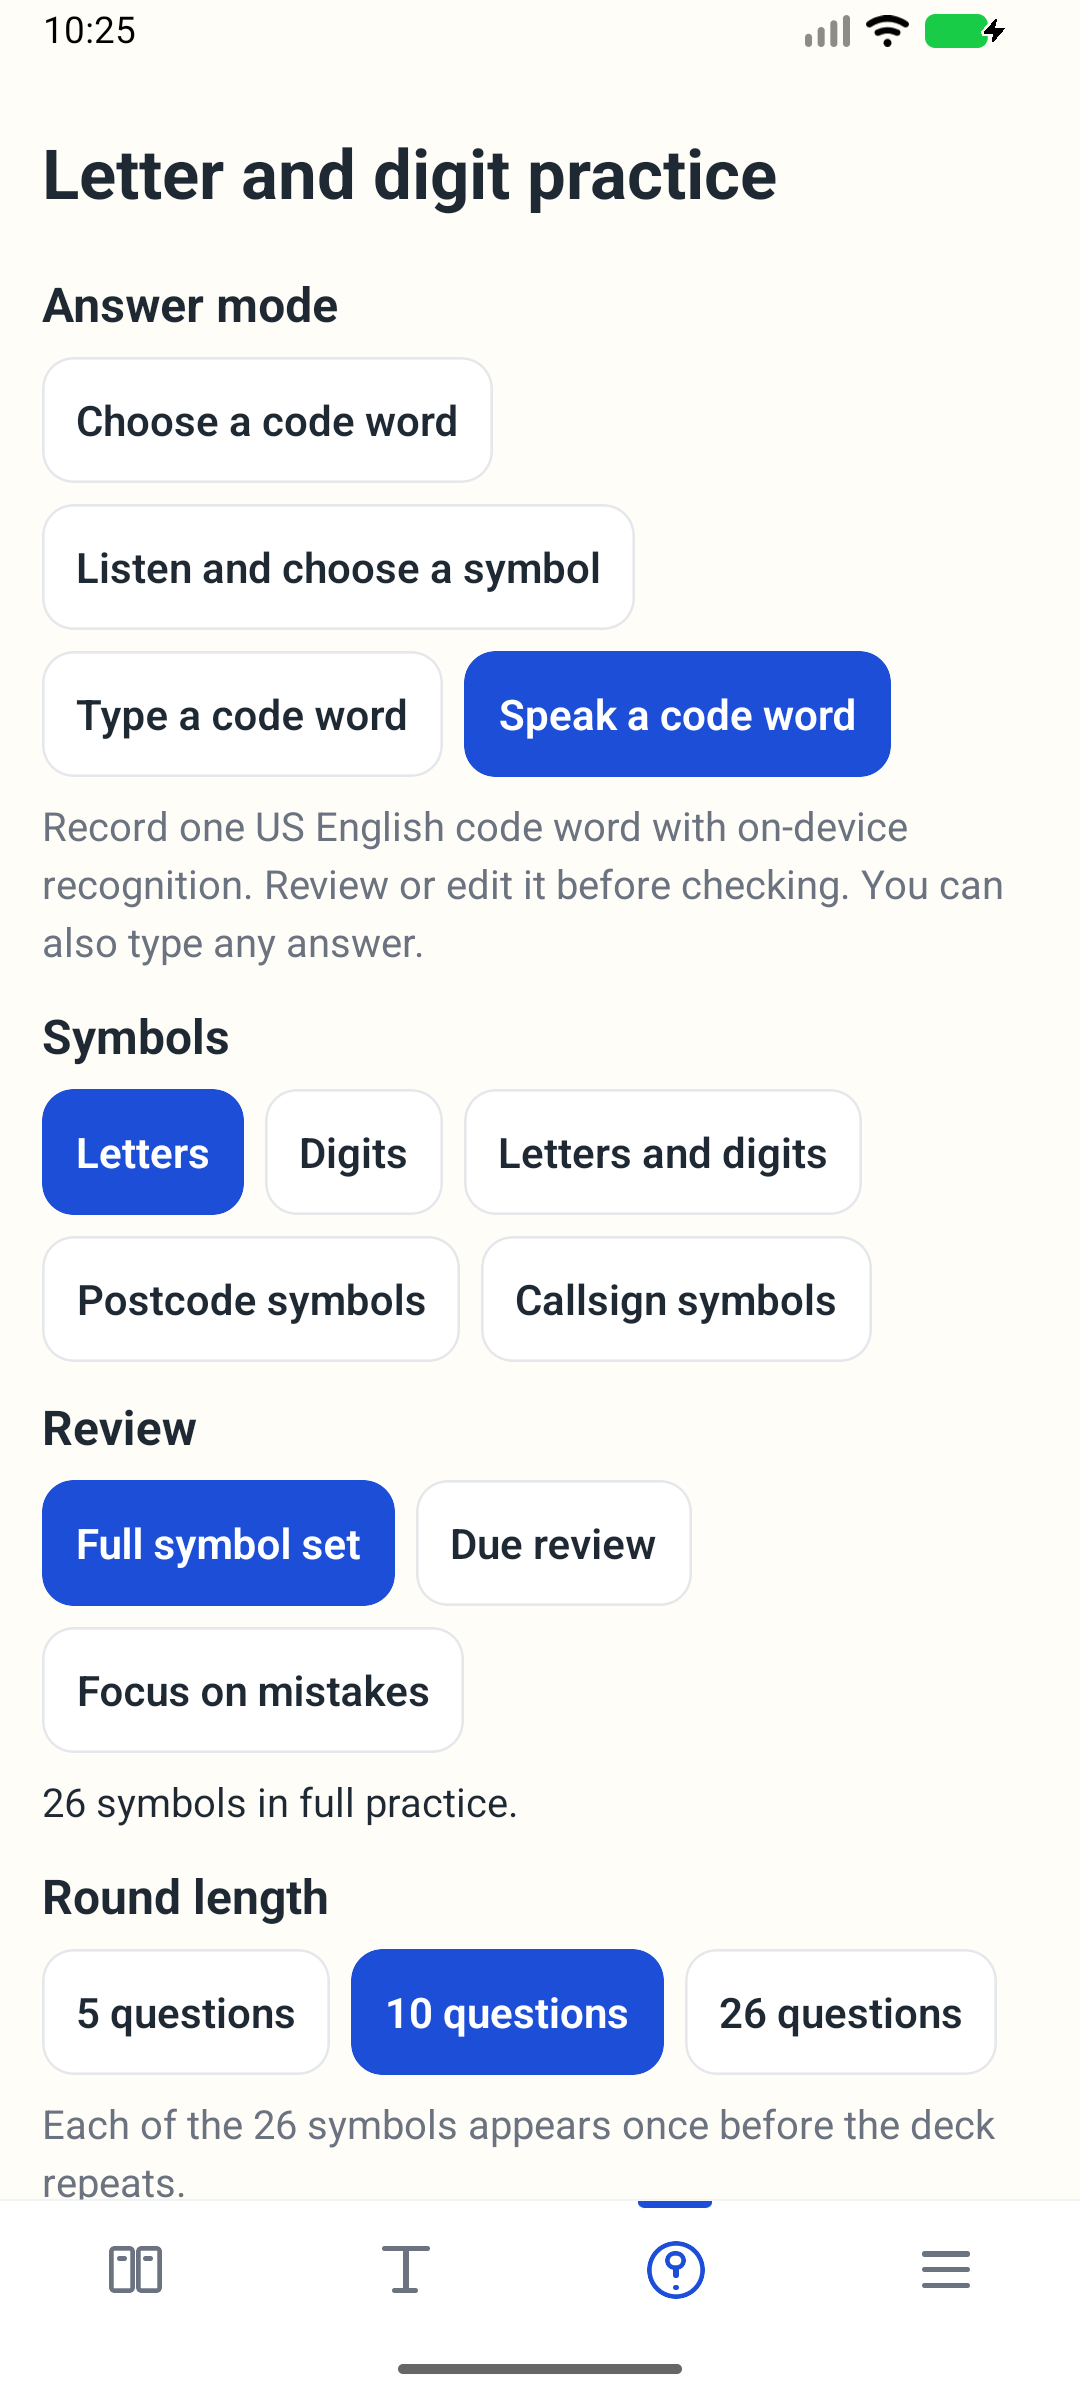 10:25
Letter and digit practice
Answer mode
Choose a code word
Listen and choose a symbol
Type a code word
Speak a code word
Record one US English code word with on-device
recognition. Review or edit it before checking. You can
also type any answer.
Symbols
Letters
Digits
Letters and digits
Postcode symbols
Callsign symbols
Review
Full symbol set
Due review
Focus on mistakes
26 symbols in full practice.
Round length
5 questions
10 questions
26 questions
Each of the 26 symbols appears once before the deck
repeats.